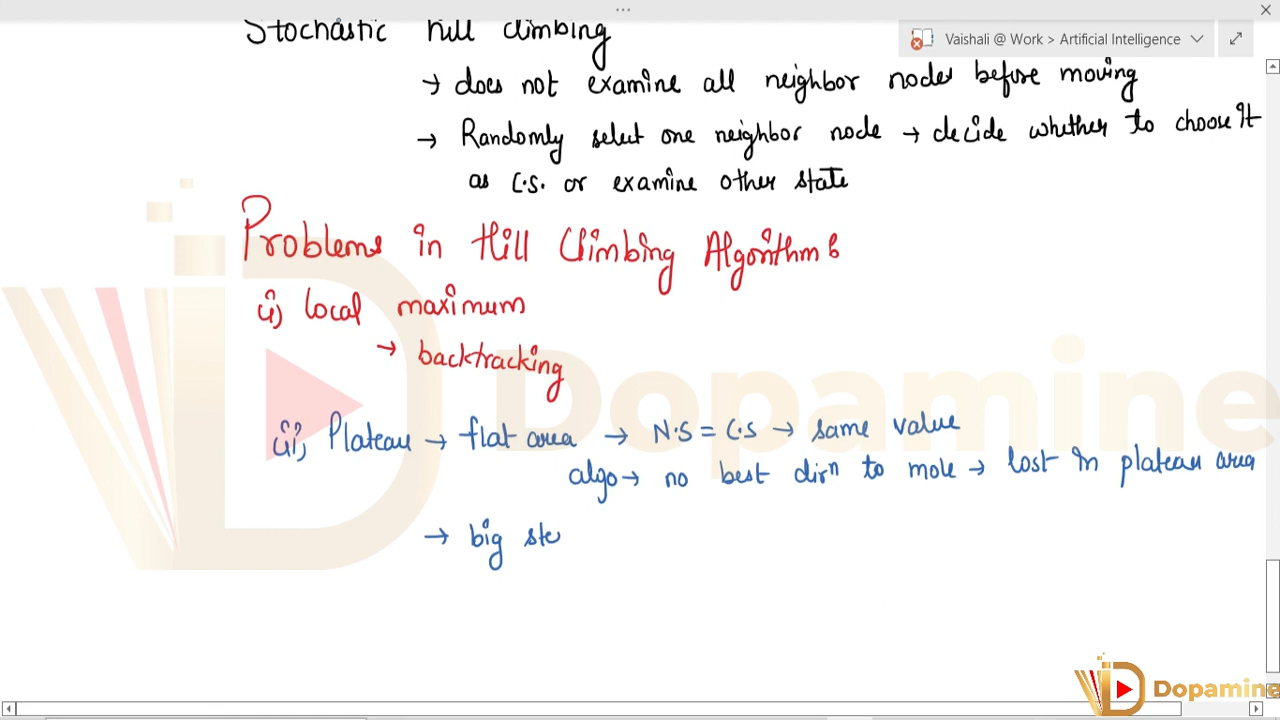 Stochastic hill climbing
Vaishali @ Work > Artificial Intelligence
→ does not examine all neighbor nodes before moving
→ Randomly select one neighbor node → decide whether to choose it
as C.S. or examine other state
Problems in Hill Climbing Algorithms
i) local maximum
→ backtracking
ii) Plateau → flat area → N.S = C.S → same value
algo → no best dirn to move → lost in plateau area
→ big ste
Dopamine
Dopamine